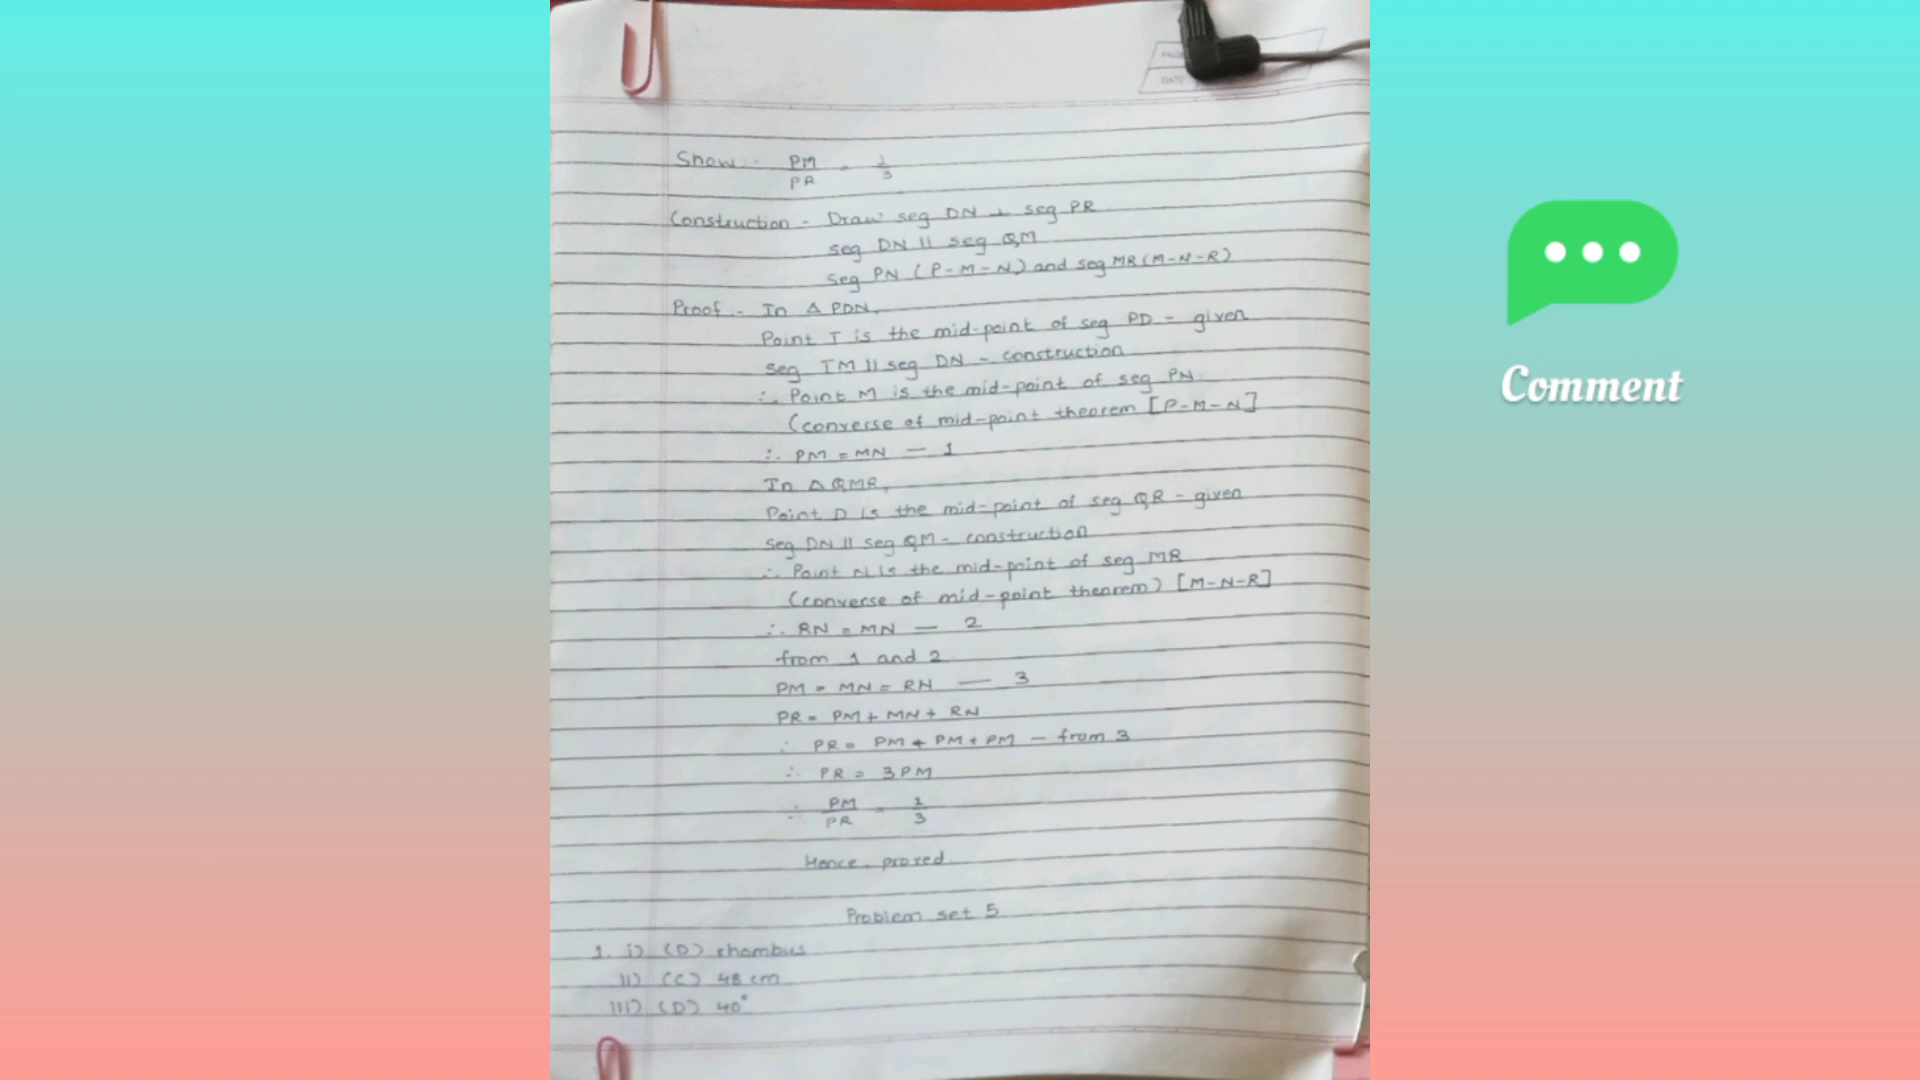 PAGE
DATE
Show - PM/PR = 1/3
Construction - Draw seg DN ⊥ seg PR
seg DN || seg QM
seg PN (P-M-N) and seg MR (M-N-R)
Proof - In △ PDN,
Point T is the mid-point of seg PD - given
seg TM || seg DN - construction
∴ Point M is the mid-point of seg PN
(converse of mid-point theorem [P-M-N]
∴ PM = MN — 1
In △ QMR,
Point D is the mid-point of seg QR - given
seg DN || seg QM - construction
∴ Point N is the mid-point of seg MR
(converse of mid-point theorem) [M-N-R]
∴ RN = MN — 2
from 1 and 2
PM = MN = RN — 3
PR = PM + MN + RN
∴ PR = PM + PM + PM - from 3
∴ PR = 3PM
∴ PM/PR = 1/3
Hence proved
Problem set 5
1. i) (D) rhombus
ii) (C) 48 cm
iii) (D) 40°
Comment